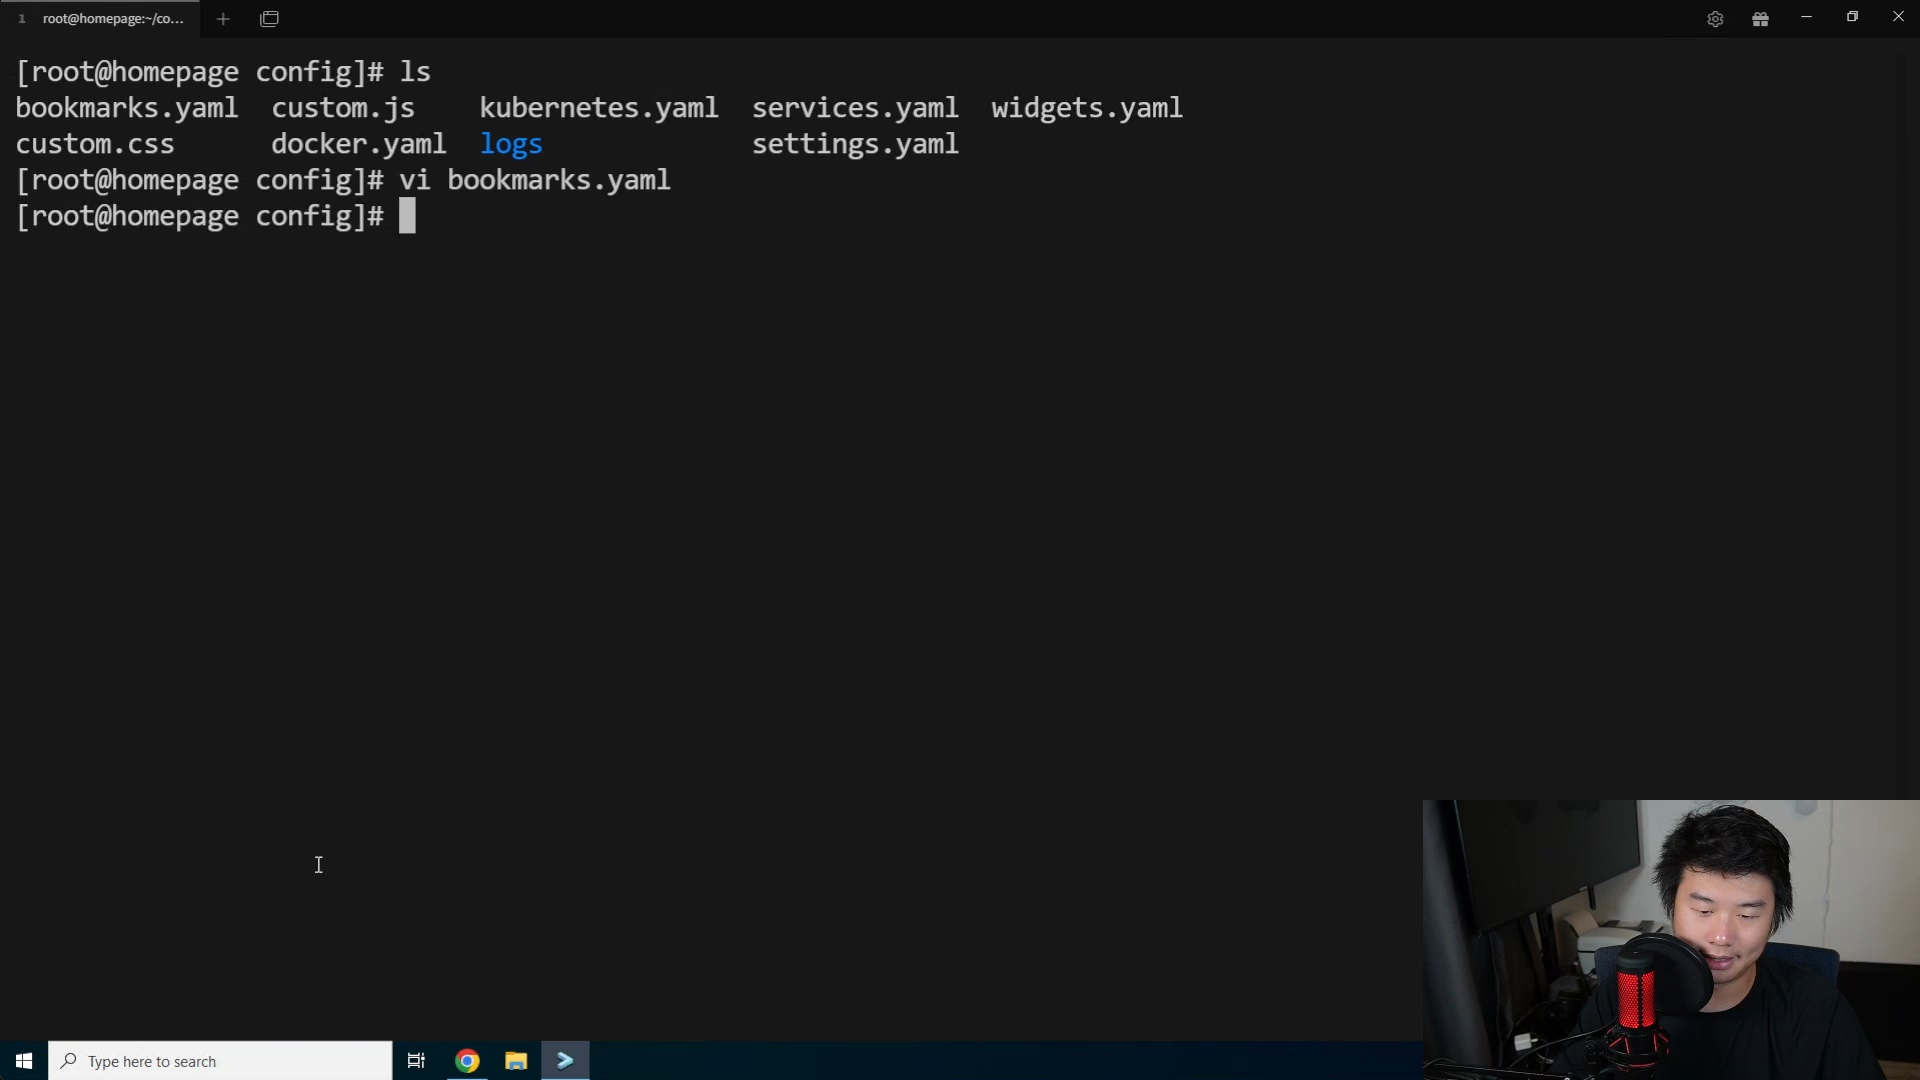 1 root@homepage:~/co...
[root@homepage config]# ls
bookmarks.yaml custom.js kubernetes.yaml services.yaml widgets.yaml
custom.css docker.yaml logs settings.yaml
[root@homepage config]# vi bookmarks.yaml
[root@homepage config]#
Type here to search